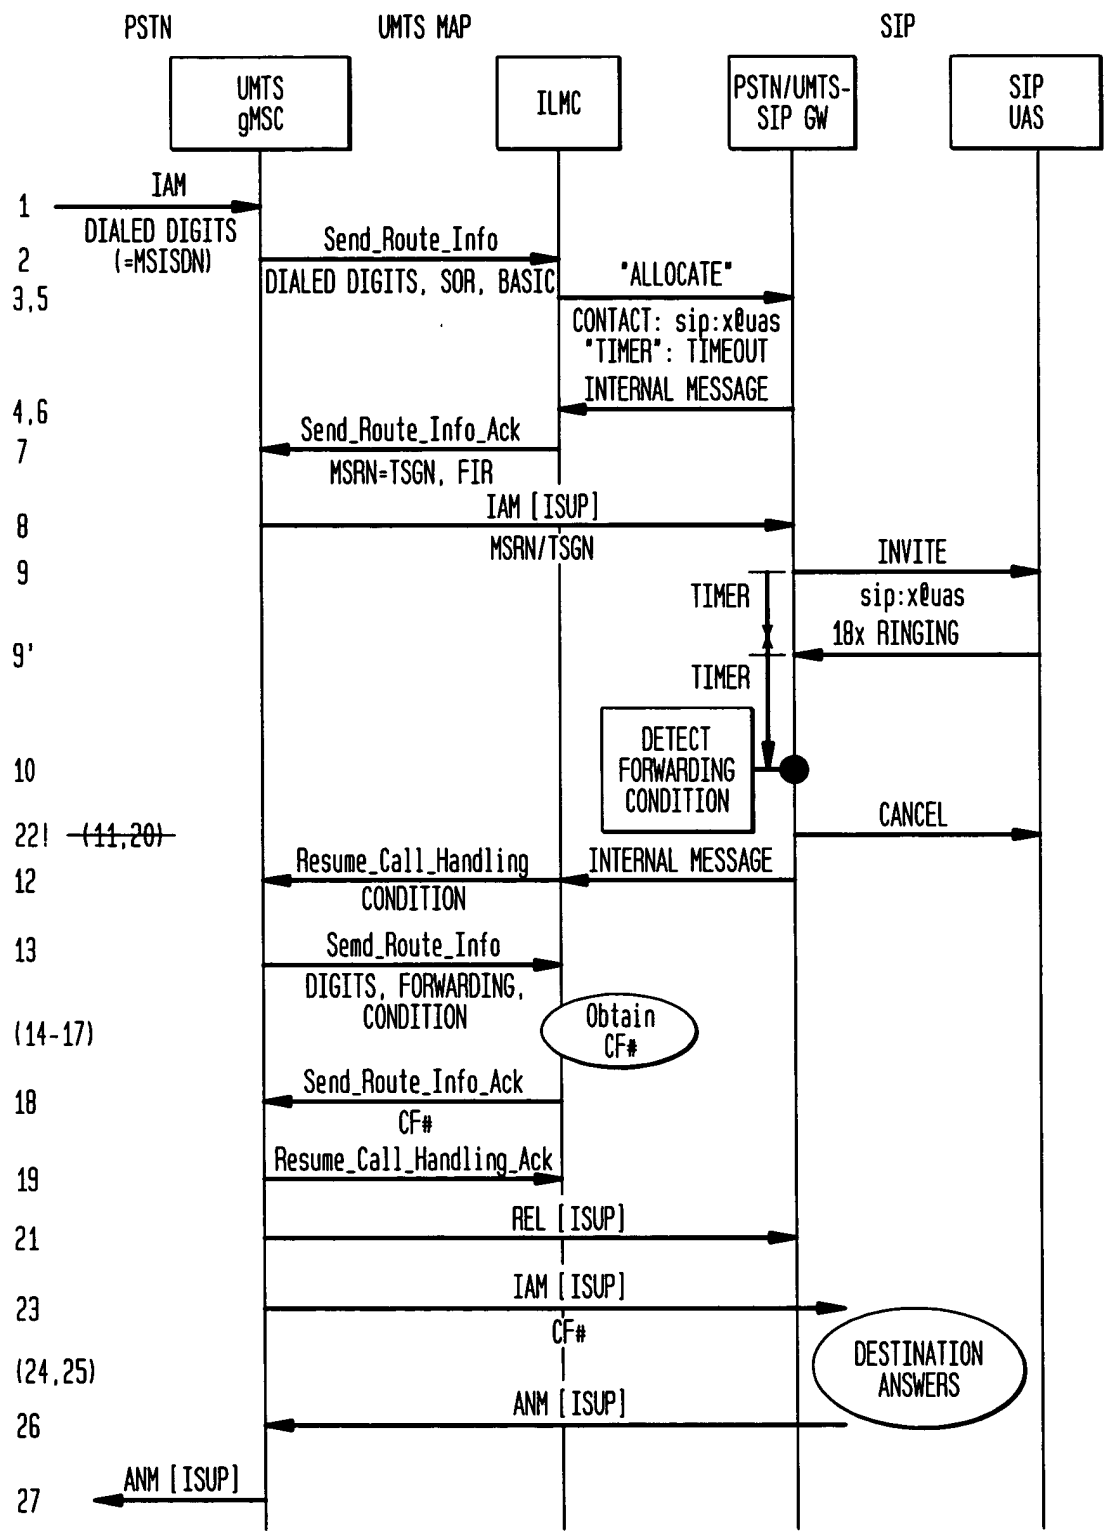 PSTN
UMTS MAP
SIP
UMTS
gMSC
ILMC
PSTN/UMTS-
SIP GW
SIP
UAS
1
IAM
DIALED DIGITS
(=MSISDN)
2
Send_Route_Info
DIALED DIGITS, SOR, BASIC
3,5
"ALLOCATE"
CONTACT: sip:x@uas
"TIMER": TIMEOUT
4,6
INTERNAL MESSAGE
7
Send_Route_Info_Ack
MSRN=TSGN, FIR
8
IAM [ISUP]
MSRN/TSGN
9
INVITE
sip:x@uas
TIMER
9'
18x RINGING
TIMER
10
DETECT
FORWARDING
CONDITION
22! (11,20)
CANCEL
12
Resume_Call_Handling
CONDITION
INTERNAL MESSAGE
13
Semd_Route_Info
DIGITS, FORWARDING,
CONDITION
(14-17)
Obtain
CF#
18
Send_Route_Info_Ack
CF#
19
Resume_Call_Handling_Ack
21
REL [ISUP]
23
IAM [ISUP]
CF#
(24,25)
DESTINATION
ANSWERS
26
ANM [ISUP]
27
ANM [ISUP]